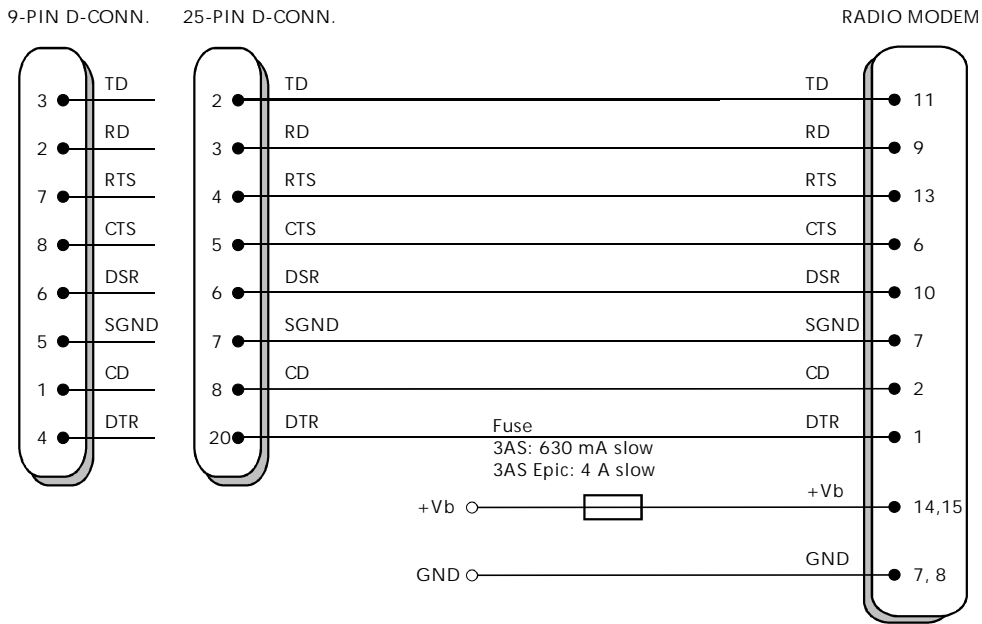 9-PIN D-CONN. 25-PIN D-CONN. RADIO MODEM
3 TD 2 TD TD 11
2 RD 3 RD RD 9
7 RTS 4 RTS RTS 13
8 CTS 5 CTS CTS 6
6 DSR 6 DSR DSR 10
5 SGND 7 SGND SGND 7
1 CD 8 CD CD 2
4 DTR 20 DTR DTR 1
Fuse
3AS: 630 mA slow
3AS Epic: 4 A slow
+Vb +Vb 14,15
GND GND 7, 8